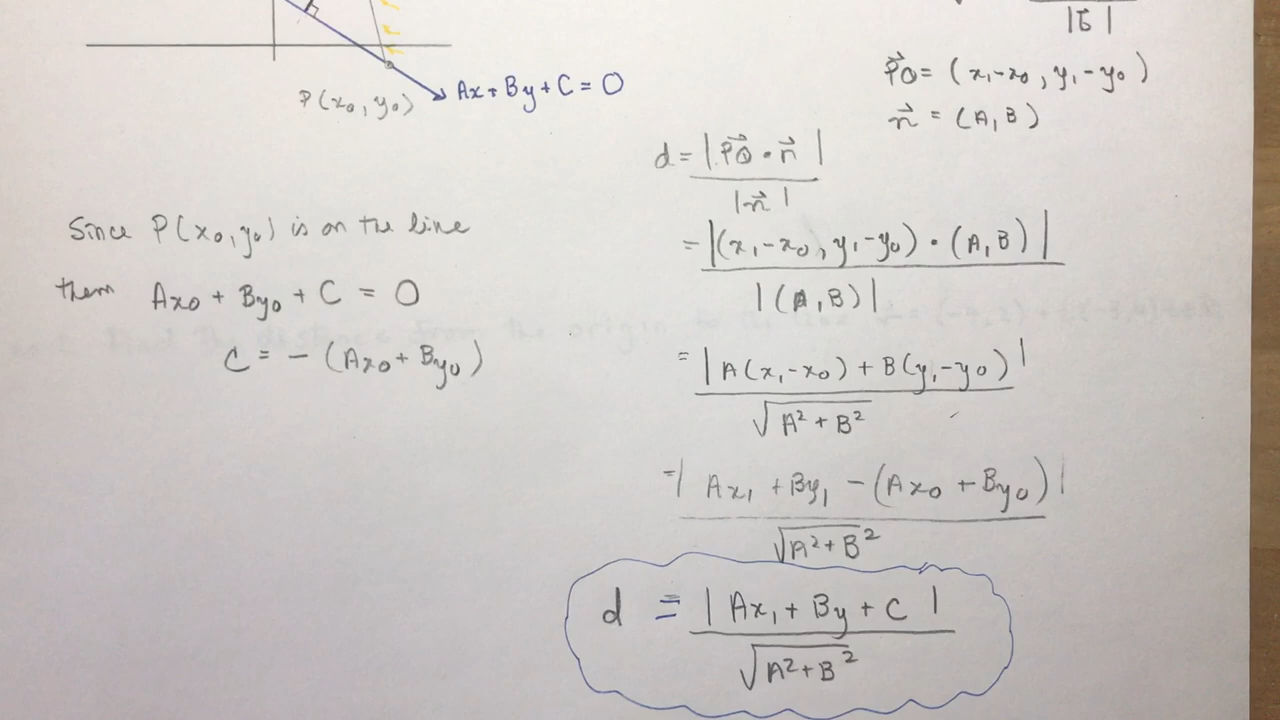 |b|
Ax + By + C = 0
P(x₀, y₀)
P⃗Q = (x₁-x₀, y₁-y₀)
n⃗ = (A, B)
d = |P⃗Q · n⃗|
|n⃗|
= |(x₁-x₀, y₁-y₀) · (A, B)|
|(A, B)|
= |A(x₁-x₀) + B(y₁-y₀)|
√A² + B²
= |Ax₁ + By₁ - (Ax₀ + By₀)|
√A² + B²
d = |Ax₁ + By + C|
√A² + B²
Since P(x₀, y₀) is on the line
then Ax₀ + By₀ + C = 0
C = - (Ax₀ + By₀)